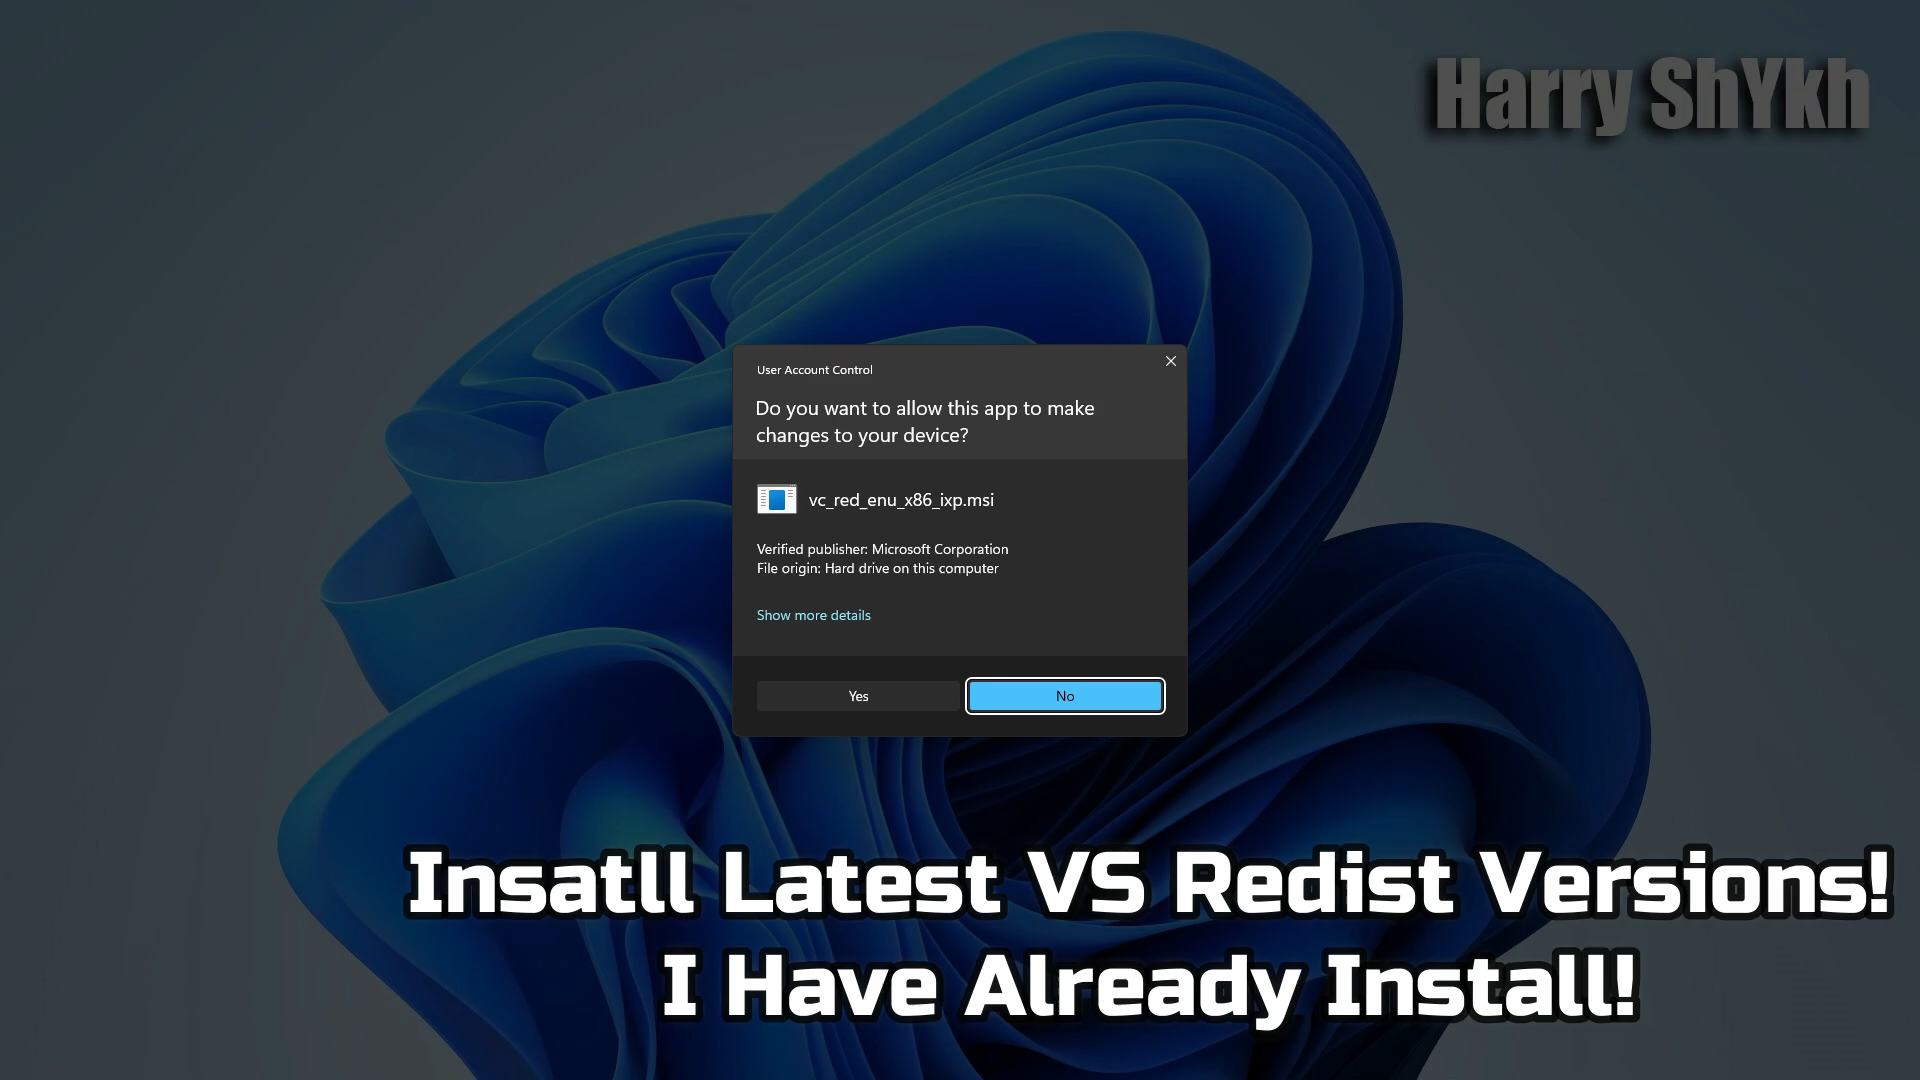 Harry ShYkh
User Account Control
Do you want to allow this app to make
changes to your device?
vc_red_enu_x86_ixp.msi
Verified publisher: Microsoft Corporation
File origin: Hard drive on this computer
Show more details
Yes
No
Insatll Latest VS Redist Versions!
I Have Already Install!